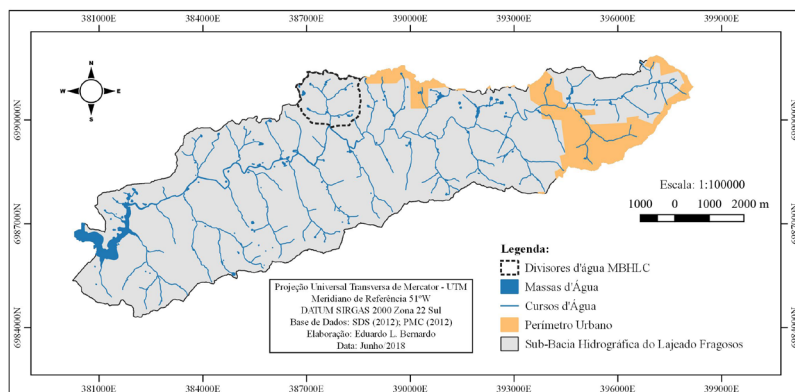 381000E 384000E 387000E 390000E 393000E 396000E 399000E
N
W E
S
6990000N
6990000N
6987000N
6987000N
6984000N
6984000N
Escala: 1:100000
1000 0 1000 2000 m
Legenda:
Divisores d'água MBHLC
Massas d'Água
Cursos d'Água
Perímetro Urbano
Sub-Bacia Hidrográfica do Lajeado Fragosos
Projeção Universal Transversa de Mercator - UTM
Meridiano de Referência 51°W
DATUM SIRGAS 2000 Zona 22 Sul
Base de Dados: SDS (2012); PMC (2012)
Elaboração: Eduardo L. Bernardo
Data: Junho/2018
381000E 384000E 387000E 390000E 393000E 396000E 399000E